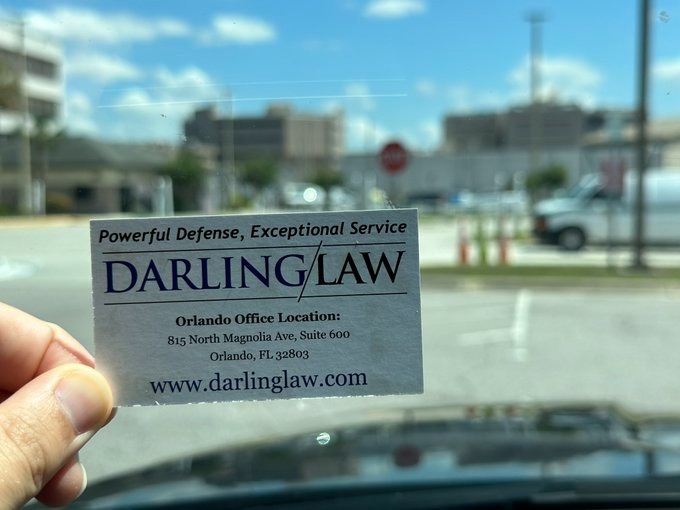 Powerful Defense, Exceptional Service
DARLING/LAW
Orlando Office Location:
815 North Magnolia Ave, Suite 600
Orlando, FL 32803
www.darlinglaw.com